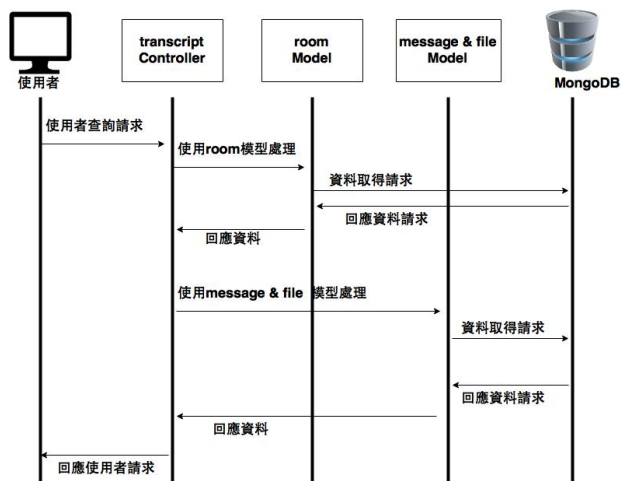 transcript
Controller
room
Model
message & file
Model
使用者
MongoDB
使用者查詢請求
使用room模型處理
資料取得請求
回應資料請求
回應資料
使用message & file 模型處理
資料取得請求
回應資料請求
回應資料
回應使用者請求